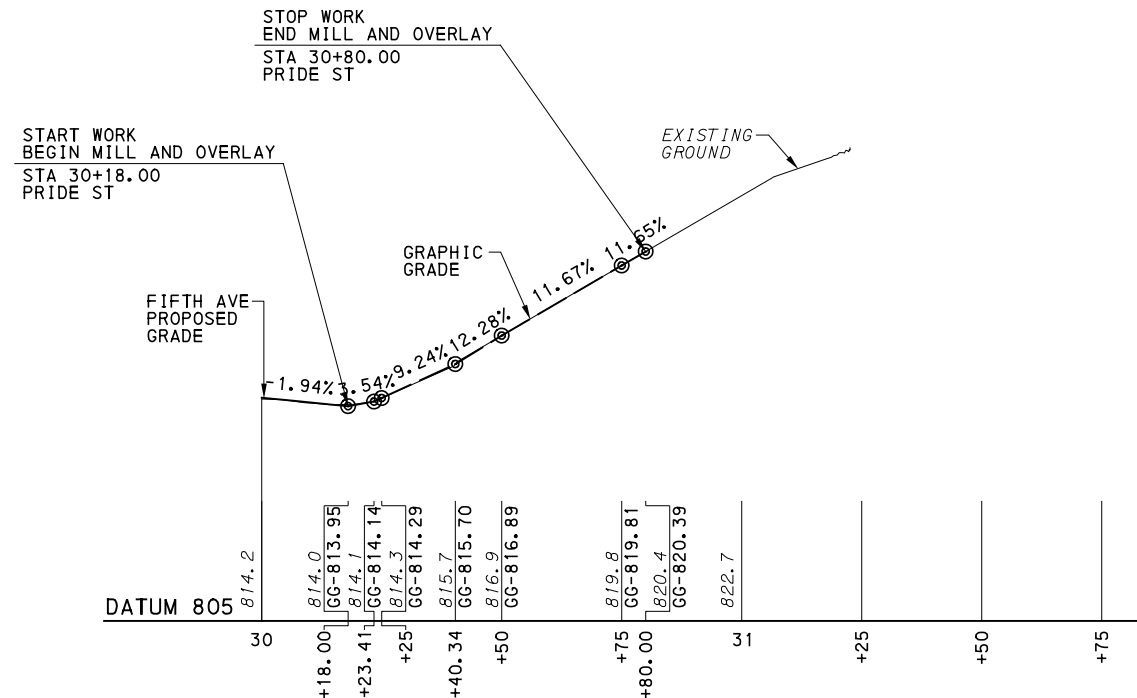 STOP WORK
END MILL AND OVERLAY
STA 30+80.00
PRIDE ST
START WORK
BEGIN MILL AND OVERLAY
STA 30+18.00
PRIDE ST
EXISTING
GROUND
GRAPHIC
GRADE
FIFTH AVE
PROPOSED
GRADE
-1.94%
3.54%
9.24%
12.28%
11.67%
11.65%
814.2
814.0
GG-813.95
814.1
GG-814.14
814.3
GG-814.29
815.7
GG-815.70
816.9
GG-816.89
819.8
GG-819.81
820.4
GG-820.39
822.7
DATUM 805
30
+18.00
+23.41
+25
+40.34
+50
+75
+80.00
31
+25
+50
+75